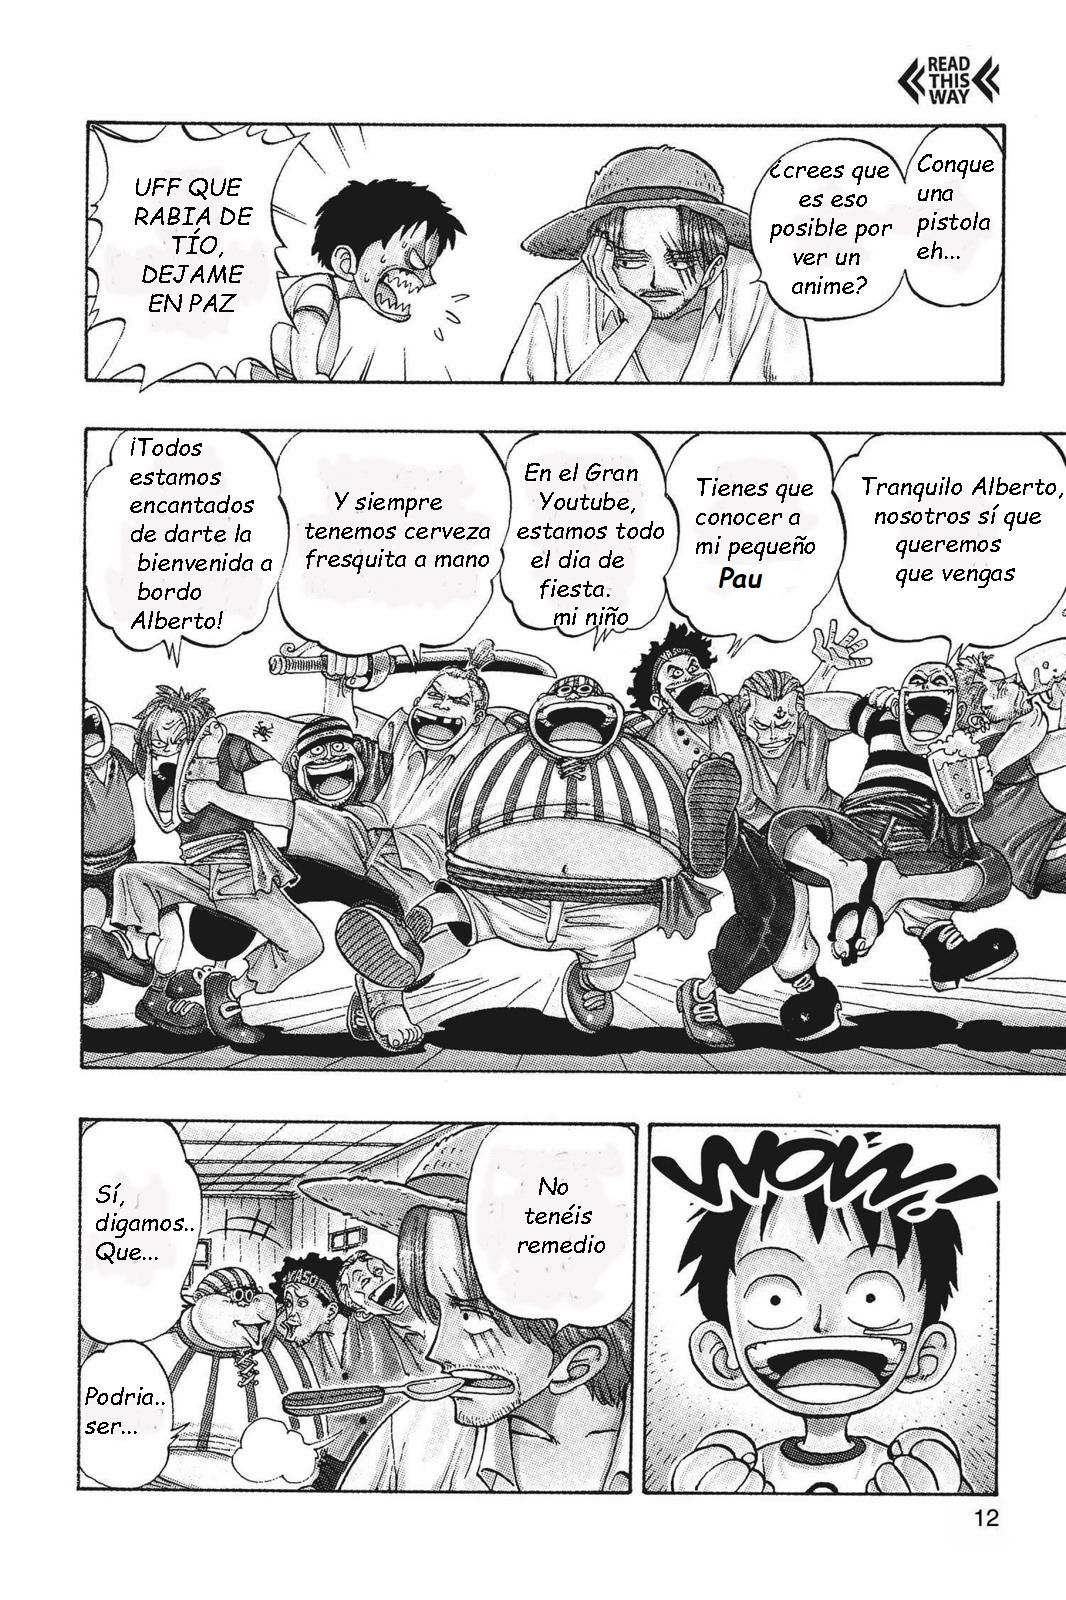 READ
THIS
WAY
Conque
una
pistola
eh...
¿crees que
es eso
posible por
ver un
anime?
UFF QUE
RABIA DE
TÍO,
DEJAME
EN PAZ
Tranquilo Alberto,
nosotros sí que
queremos
que vengas
Tienes que
conocer a
mi pequeño
Pau
En el Gran
Youtube,
estamos todo
el dia de
fiesta.
mi niño
Y siempre
tenemos cerveza
fresquita a mano
¡Todos
estamos
encantados
de darte la
bienvenida a
bordo
Alberto!
YASO
WOW!
No
tenéis
remedio
YASO
Sí,
digamos..
Que...
Podria..
ser...
12